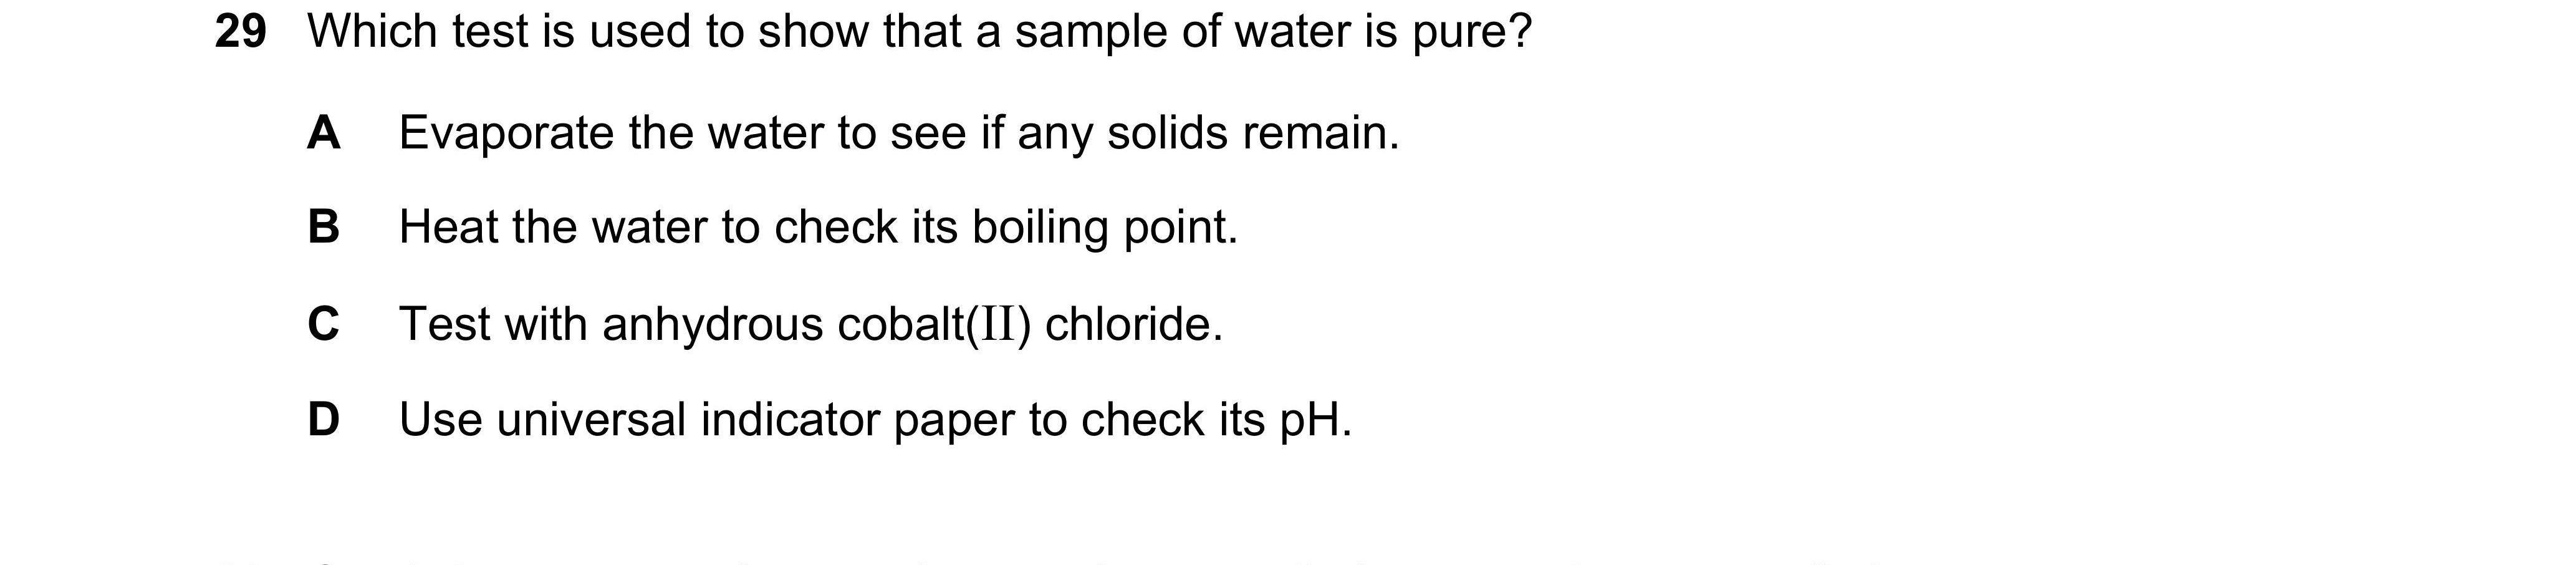 29 Which test is used to show that a sample of water is pure?
A Evaporate the water to see if any solids remain.
B Heat the water to check its boiling point.
C Test with anhydrous cobalt(II) chloride.
D Use universal indicator paper to check its pH.